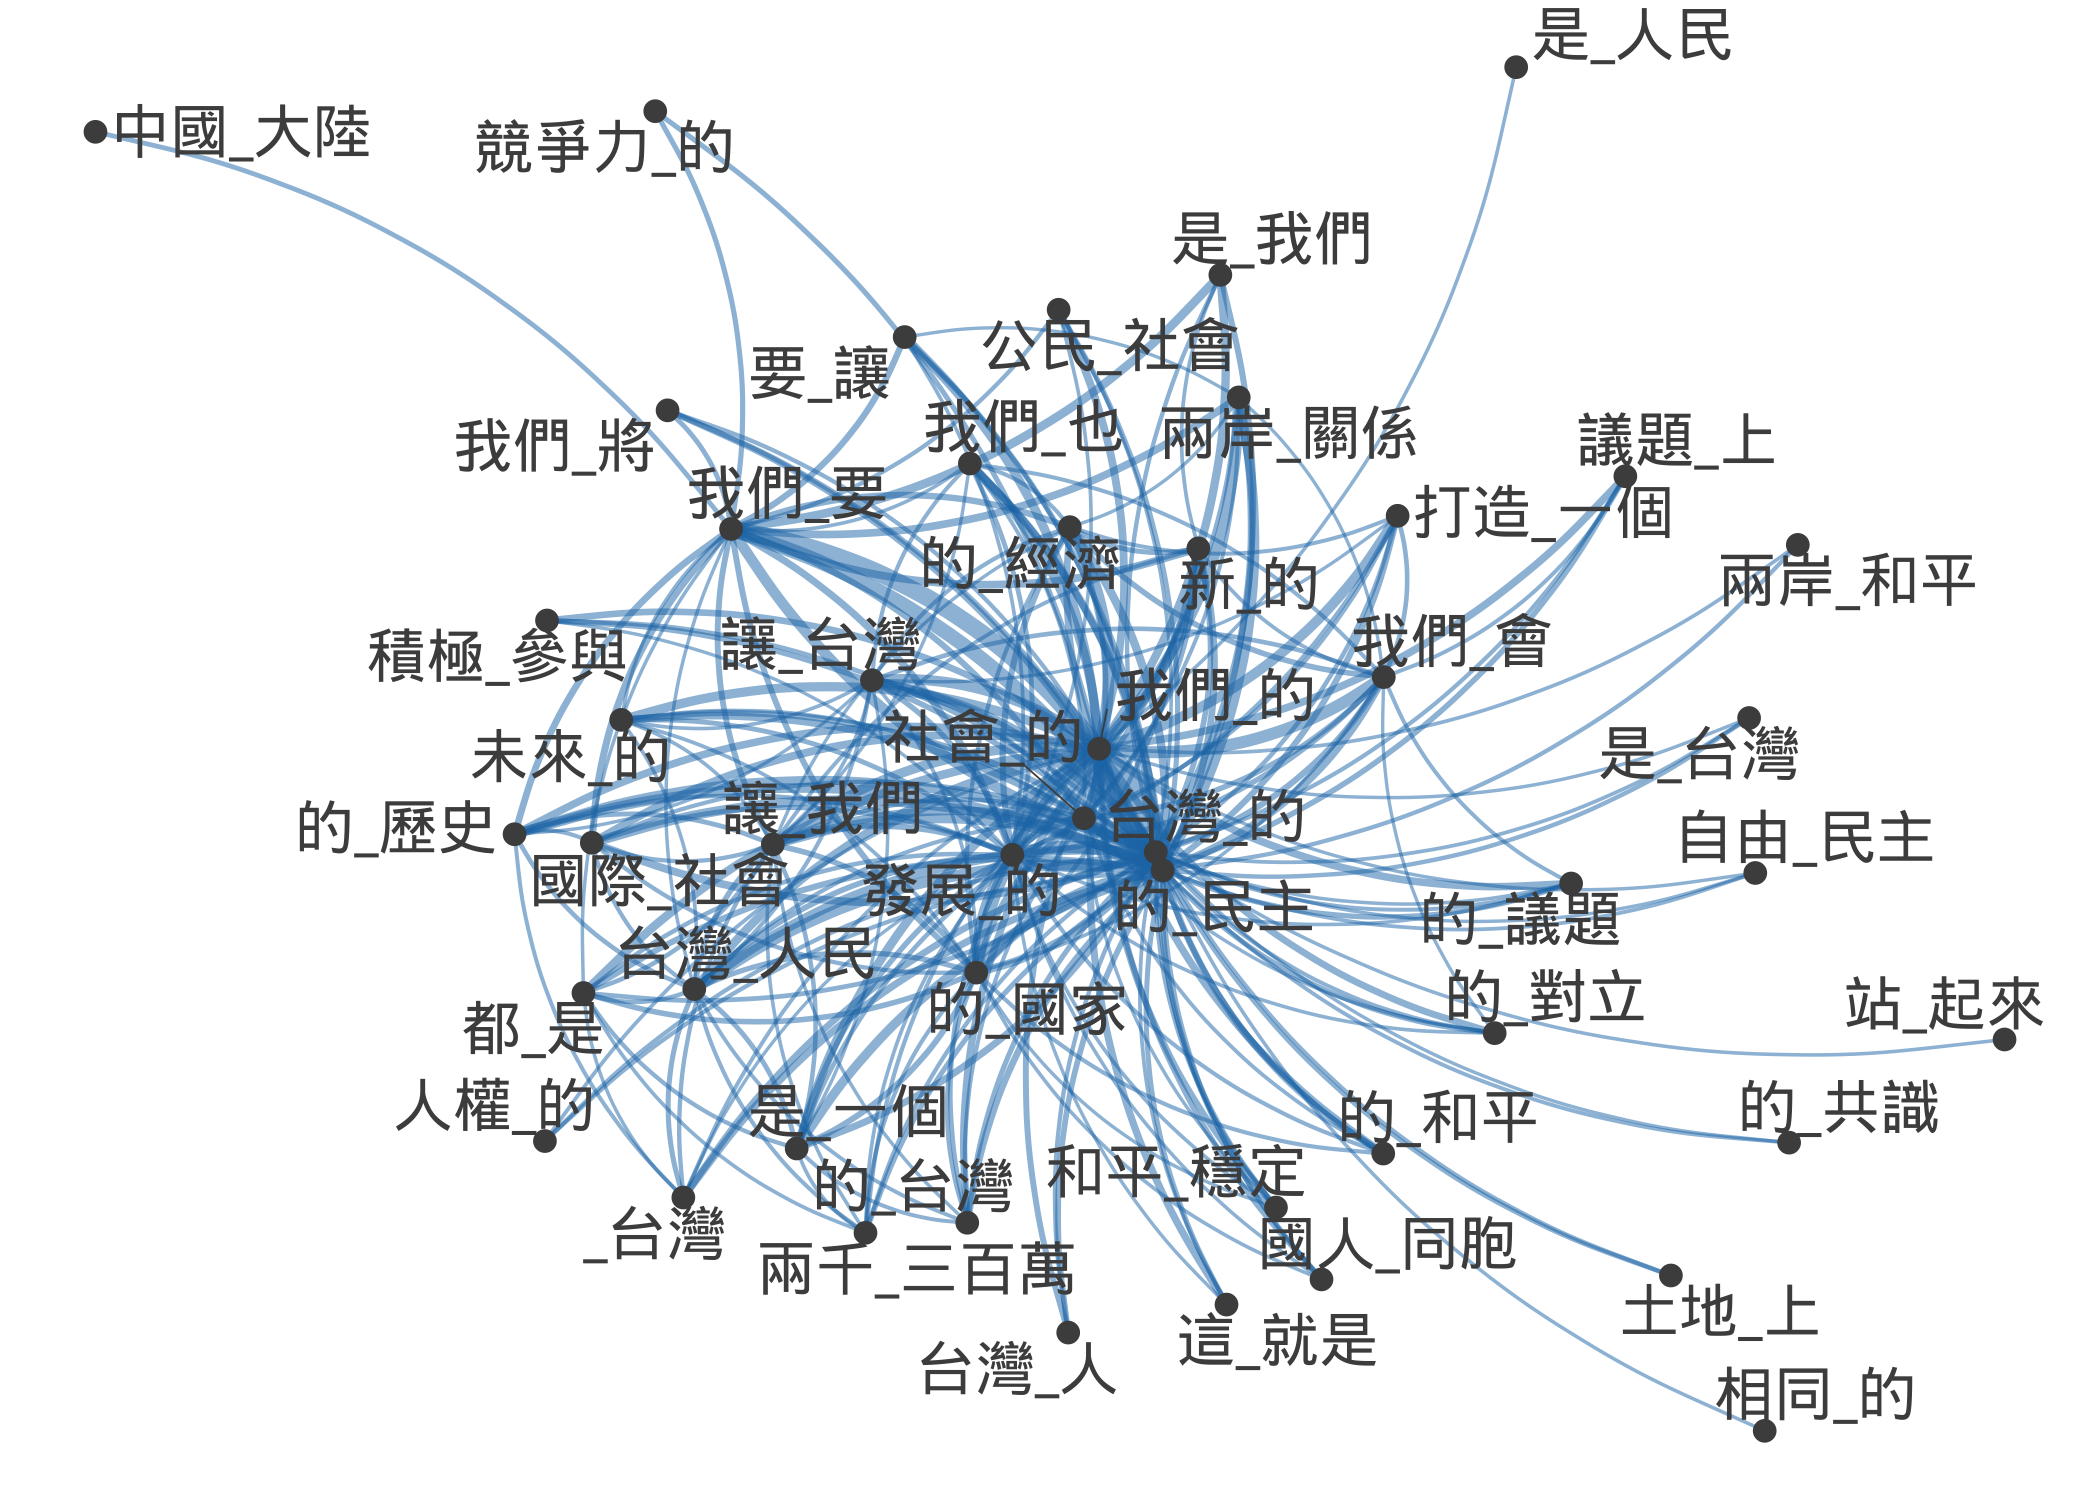 是_人民
中國_大陸
競爭力_的
是_我們
公民_社會
要_讓
我們_也
兩岸_關係
議題_上
我們_將
我們_要
打造_一個
的_經濟
新_的
兩岸_和平
讓_台灣
我們_會
積極_參與
我們_的
社會_的
未來_的
是_台灣
讓_我們
台灣_的
的_歷史
自由_民主
國際_社會
發展_的
的_民主
的_議題
台灣_人民
的_國家
的_對立
站_起來
都_是
人權_的
是_一個
的_和平
的_共識
和平_穩定
的_台灣
_台灣
國人_同胞
兩千_三百萬
土地_上
這_就是
台灣_人
相同_的